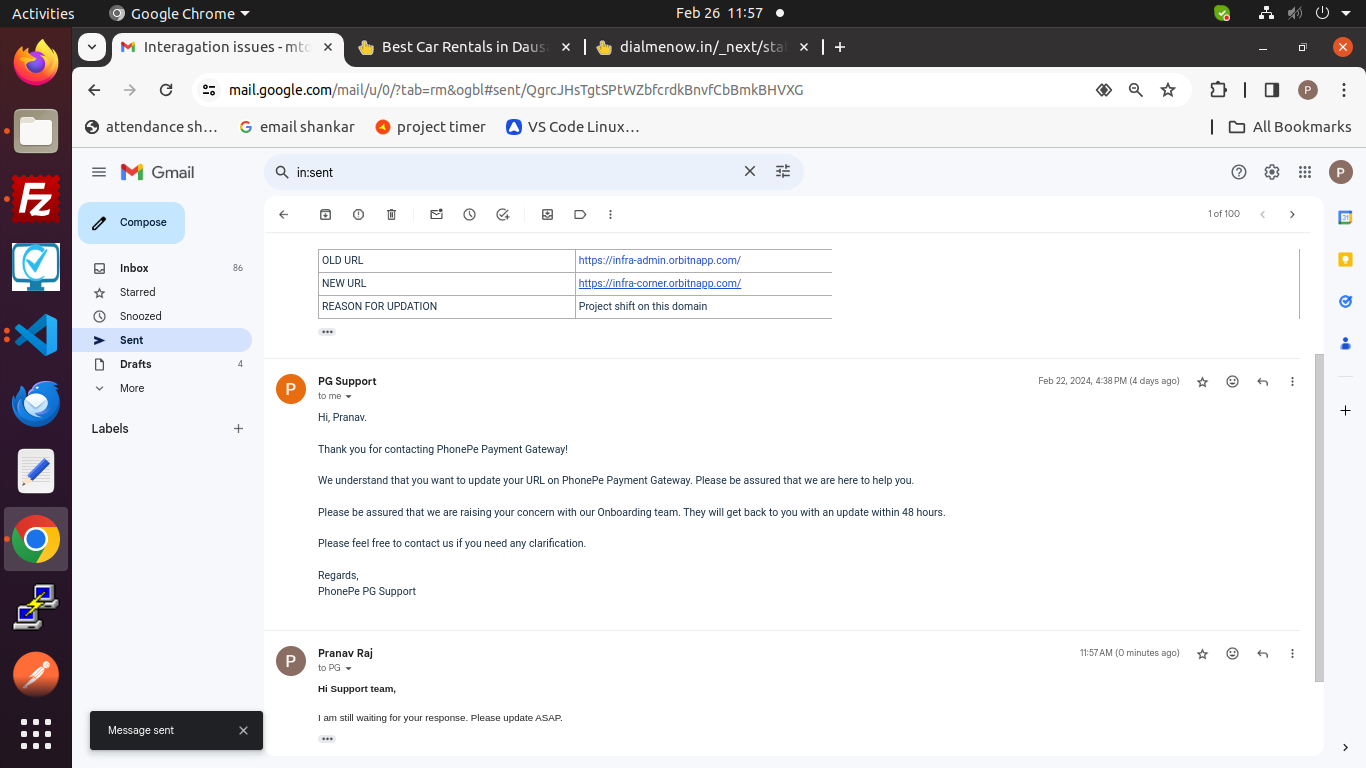 Activities
Google Chrome
Feb 26 11:57
Interagation issues - mto
Best Car Rentals in Daus
dialmenow.in/_next/sta
mail.google.com/mail/u/0/?tab=rm&ogbl#sent/QgrcJHsTgtSPtWZbfcrdkBnvfCbBmkBHVXG
P
attendance sh…
email shankar
project timer
VS Code Linux…
All Bookmarks
Gmail
in:sent
P
Compose
1 of 100
Inbox 86
Starred
Snoozed
Sent
Drafts 4
More
Labels
OLD URL https://infra-admin.orbitnapp.com/
NEW URL https://infra-corner.orbitnapp.com/
REASON FOR UPDATION Project shift on this domain
P
PG Support
Feb 22, 2024, 4:38 PM (4 days ago)
to me
Hi, Pranav.
Thank you for contacting PhonePe Payment Gateway!
We understand that you want to update your URL on PhonePe Payment Gateway. Please be assured that we are here to help you.
Please be assured that we are raising your concern with our Onboarding team. They will get back to you with an update within 48 hours.
Please feel free to contact us if you need any clarification.
Regards,
PhonePe PG Support
P
Pranav Raj
11:57 AM (0 minutes ago)
to PG
Hi Support team,
I am still waiting for your response. Please update ASAP.
Message sent
Fz
31